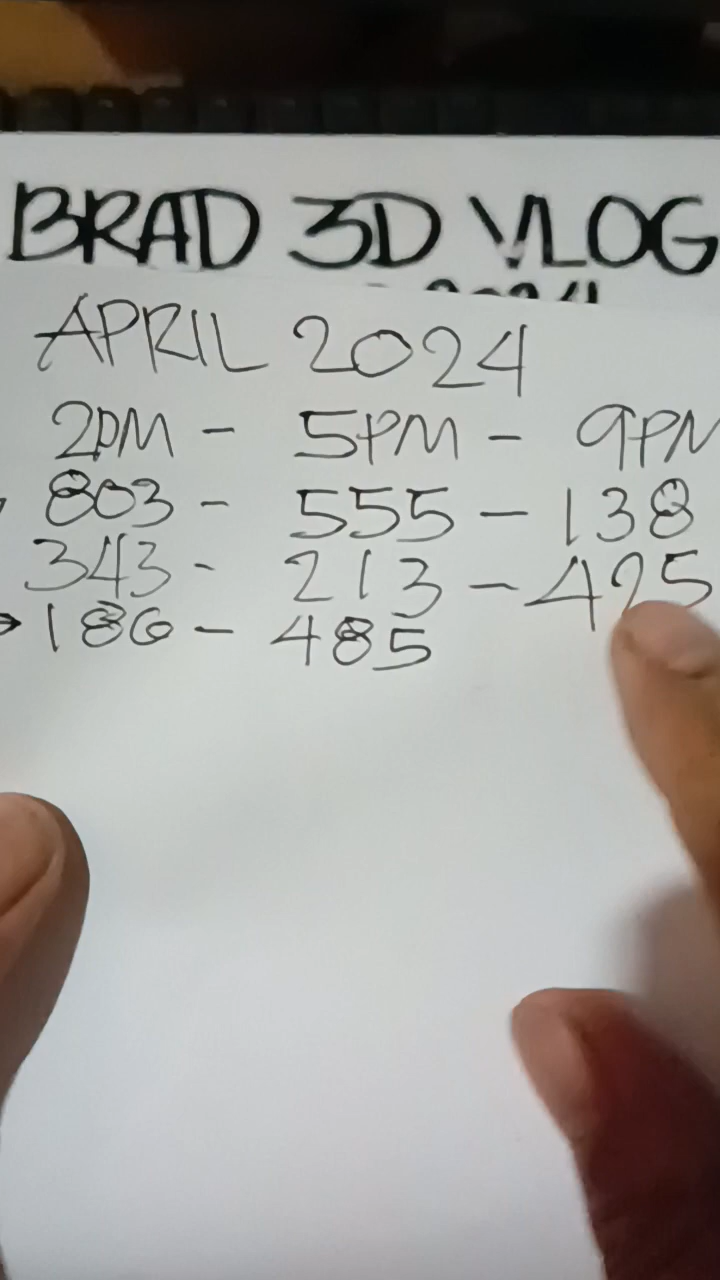 BRAD 3D VLOG
APRIL 2024
2PM - 5PM - 9PM
803 - 555 - 138
343 - 213 - 425
186 - 485